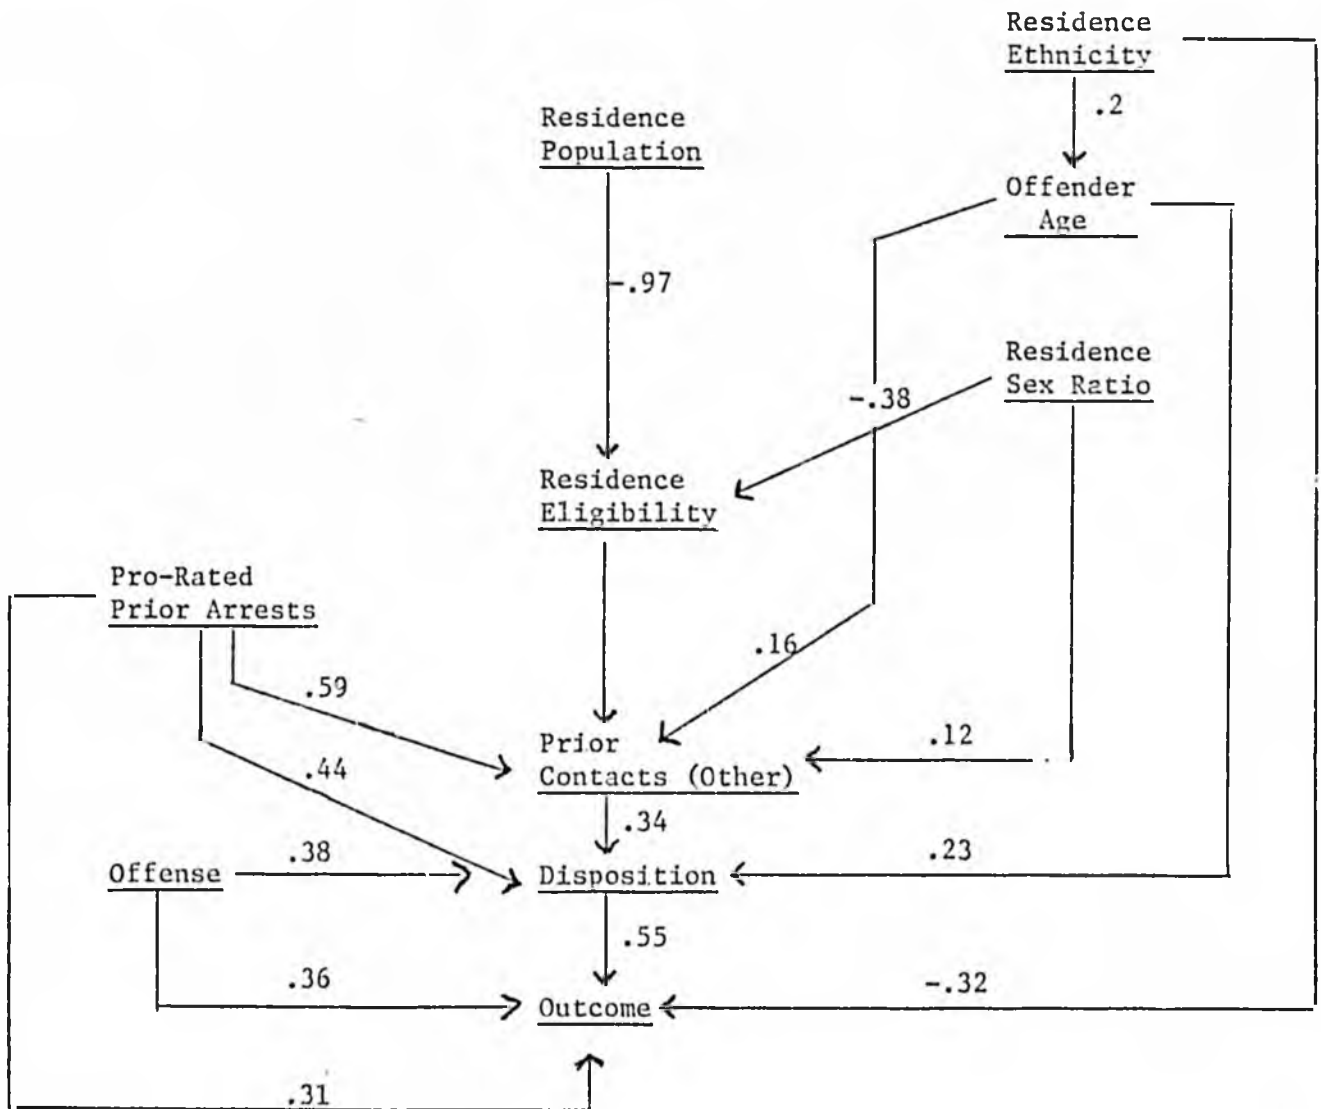 Residence
Ethnicity
.2
Residence
Population
Offender
Age
-.97
Residence
Sex Ratio
-.38
Residence
Eligibility
Pro-Rated
Prior Arrests
.16
.59
Prior
Contacts (Other)
.12
.44
.34
.38
.23
Offense
Disposition
.55
.36
-.32
Outcome
.31